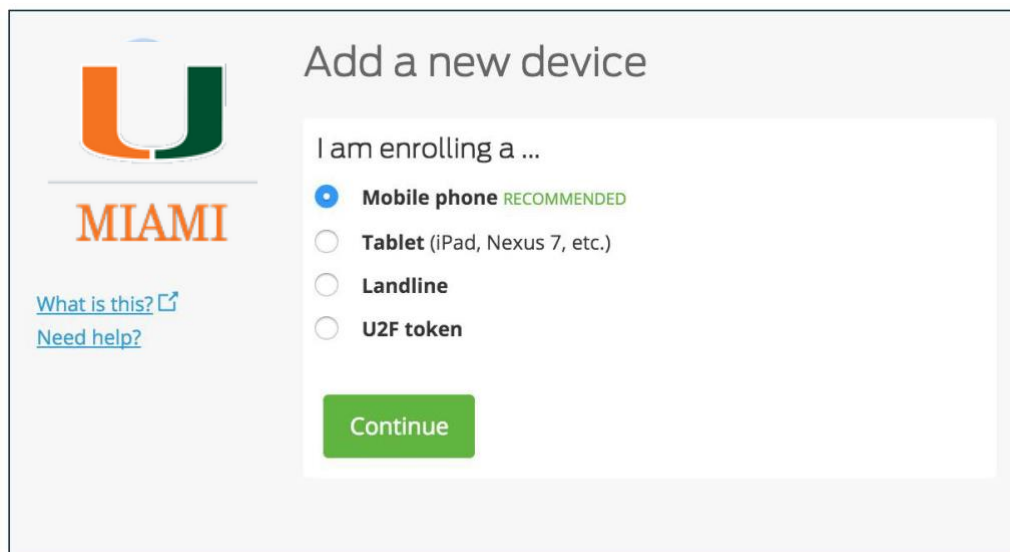 U
MIAMI
What is this?
Need help?
Add a new device
I am enrolling a ...
Mobile phone RECOMMENDED
Tablet (iPad, Nexus 7, etc.)
Landline
U2F token
Continue